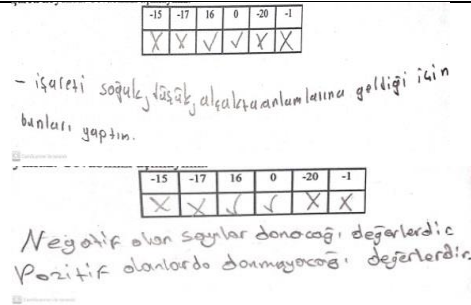 -15 -17 16 0 -20 -1
X X ✓ ✓ X X
- işareti soğuk, düşük, alçakta anlamlarına geldiği için
bunları yaptım.
-15 -17 16 0 -20 -1
X X ✓ ✓ X X
Negatif olan sayılar donacağı değerlerdir
Pozitif olanlarda donmayacağı değerlerdir.